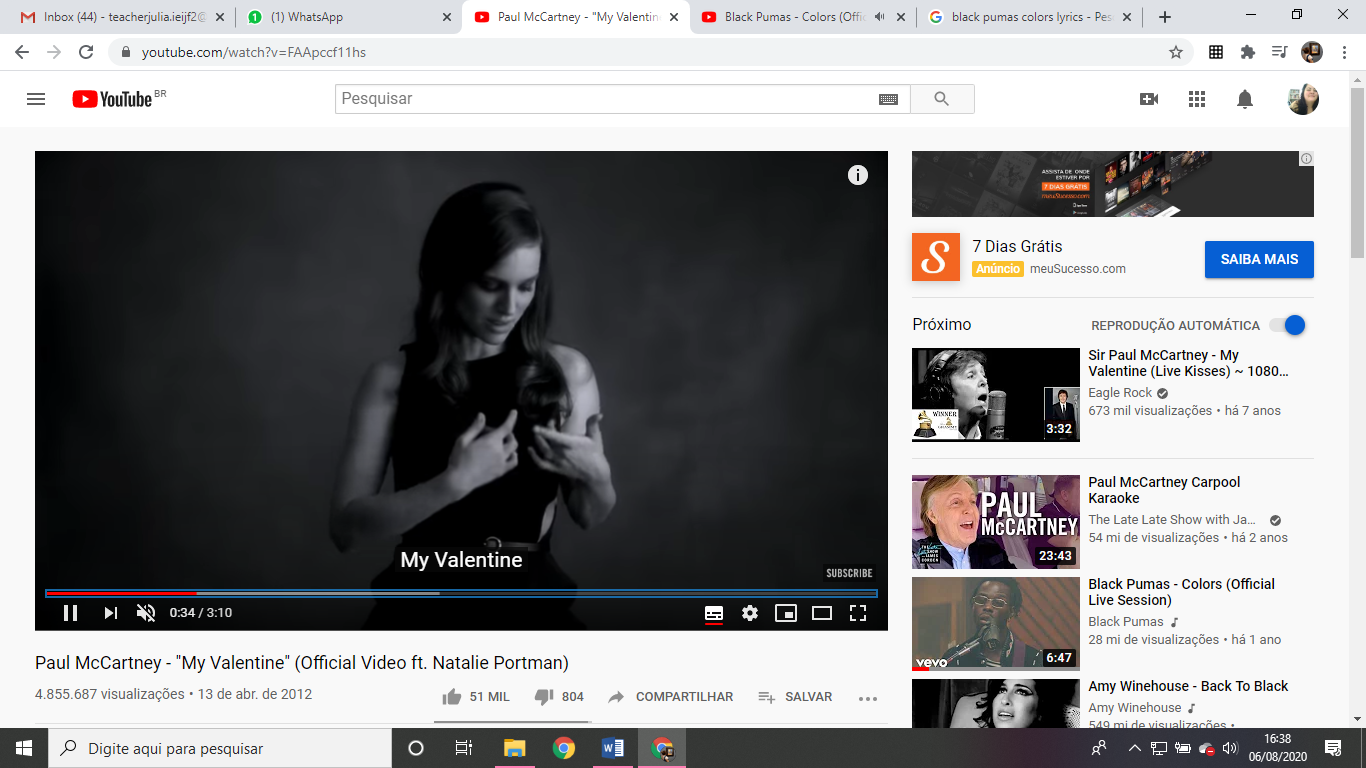 Inbox (44) - teacherjulia.ieijf2@
(1) WhatsApp
Paul McCartney - "My Valentin
Black Pumas - Colors (Offic
black pumas colors lyrics - Pes
youtube.com/watch?v=FAApccf11hs
YouTube BR
Pesquisar
ASSISTA DE ONDE
ESTIVER POR
7 DIAS GRÁTIS
meuSucesso.com
7 Dias Grátis
Anúncio meuSucesso.com
SAIBA MAIS
My Valentine
SUBSCRIBE
0:34 / 3:10
Paul McCartney - "My Valentine" (Official Video ft. Natalie Portman)
4.855.687 visualizações • 13 de abr. de 2012
51 MIL
804
COMPARTILHAR
SALVAR
Próximo
REPRODUÇÃO AUTOMÁTICA
WINNER
3:32
Sir Paul McCartney - My
Valentine (Live Kisses) ~ 1080...
Eagle Rock
673 mil visualizações • há 7 anos
PAUL
McCARTNEY
23:43
Paul McCartney Carpool
Karaoke
The Late Late Show with Ja...
54 mi de visualizações • há 2 anos
vevo
6:47
Black Pumas - Colors (Official
Live Session)
Black Pumas
28 mi de visualizações • há 1 ano
Amy Winehouse - Back To Black
Amy Winehouse
549 mi de visualizações •
Digite aqui para pesquisar
16:38
06/08/2020